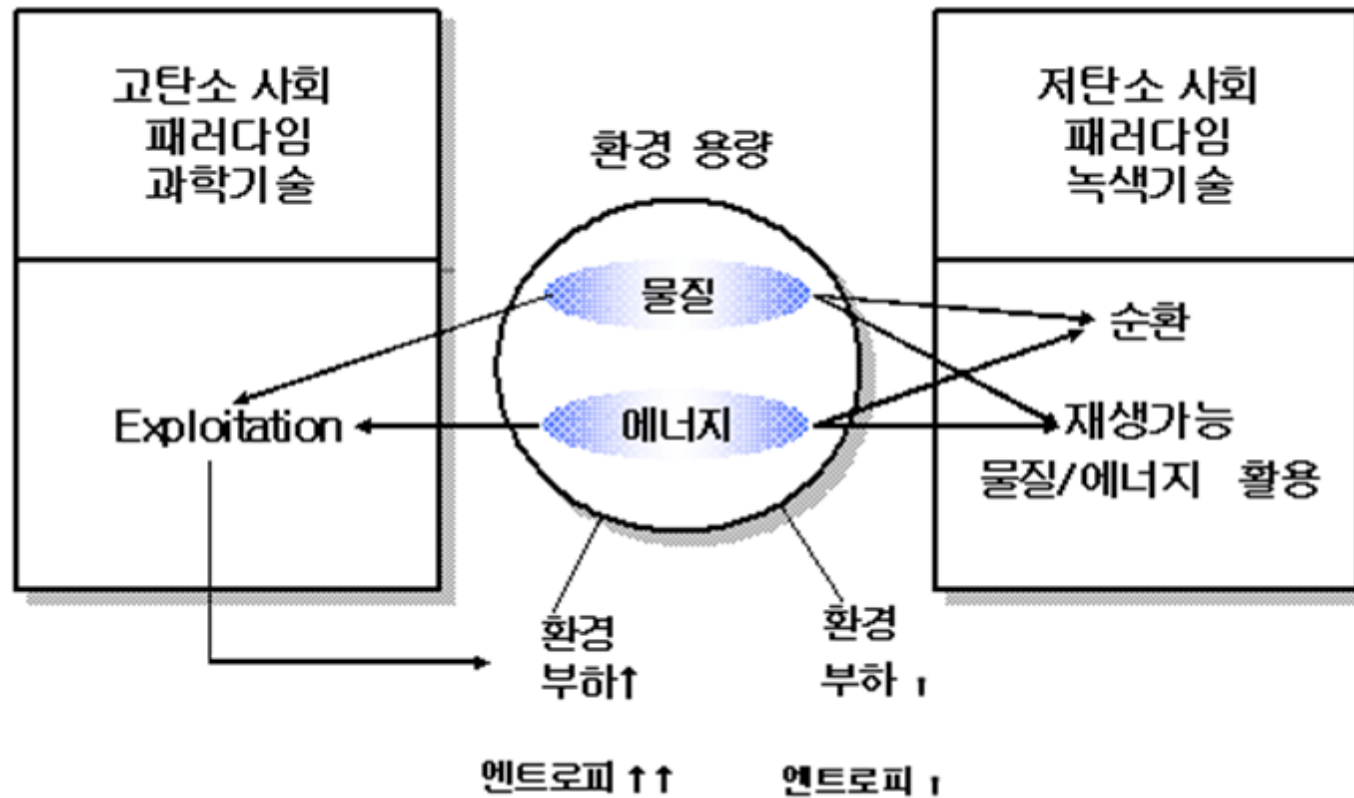 고탄소 사회
패러다임
과학기술
환경 용량
저탄소 사회
패러다임
녹색기술
물질
에너지
Exploitation
순환
재생가능
물질/에너지 활용
환경
부하↑
환경
부하 ↑
엔트로피 ↑↑
엔트로피 ↑